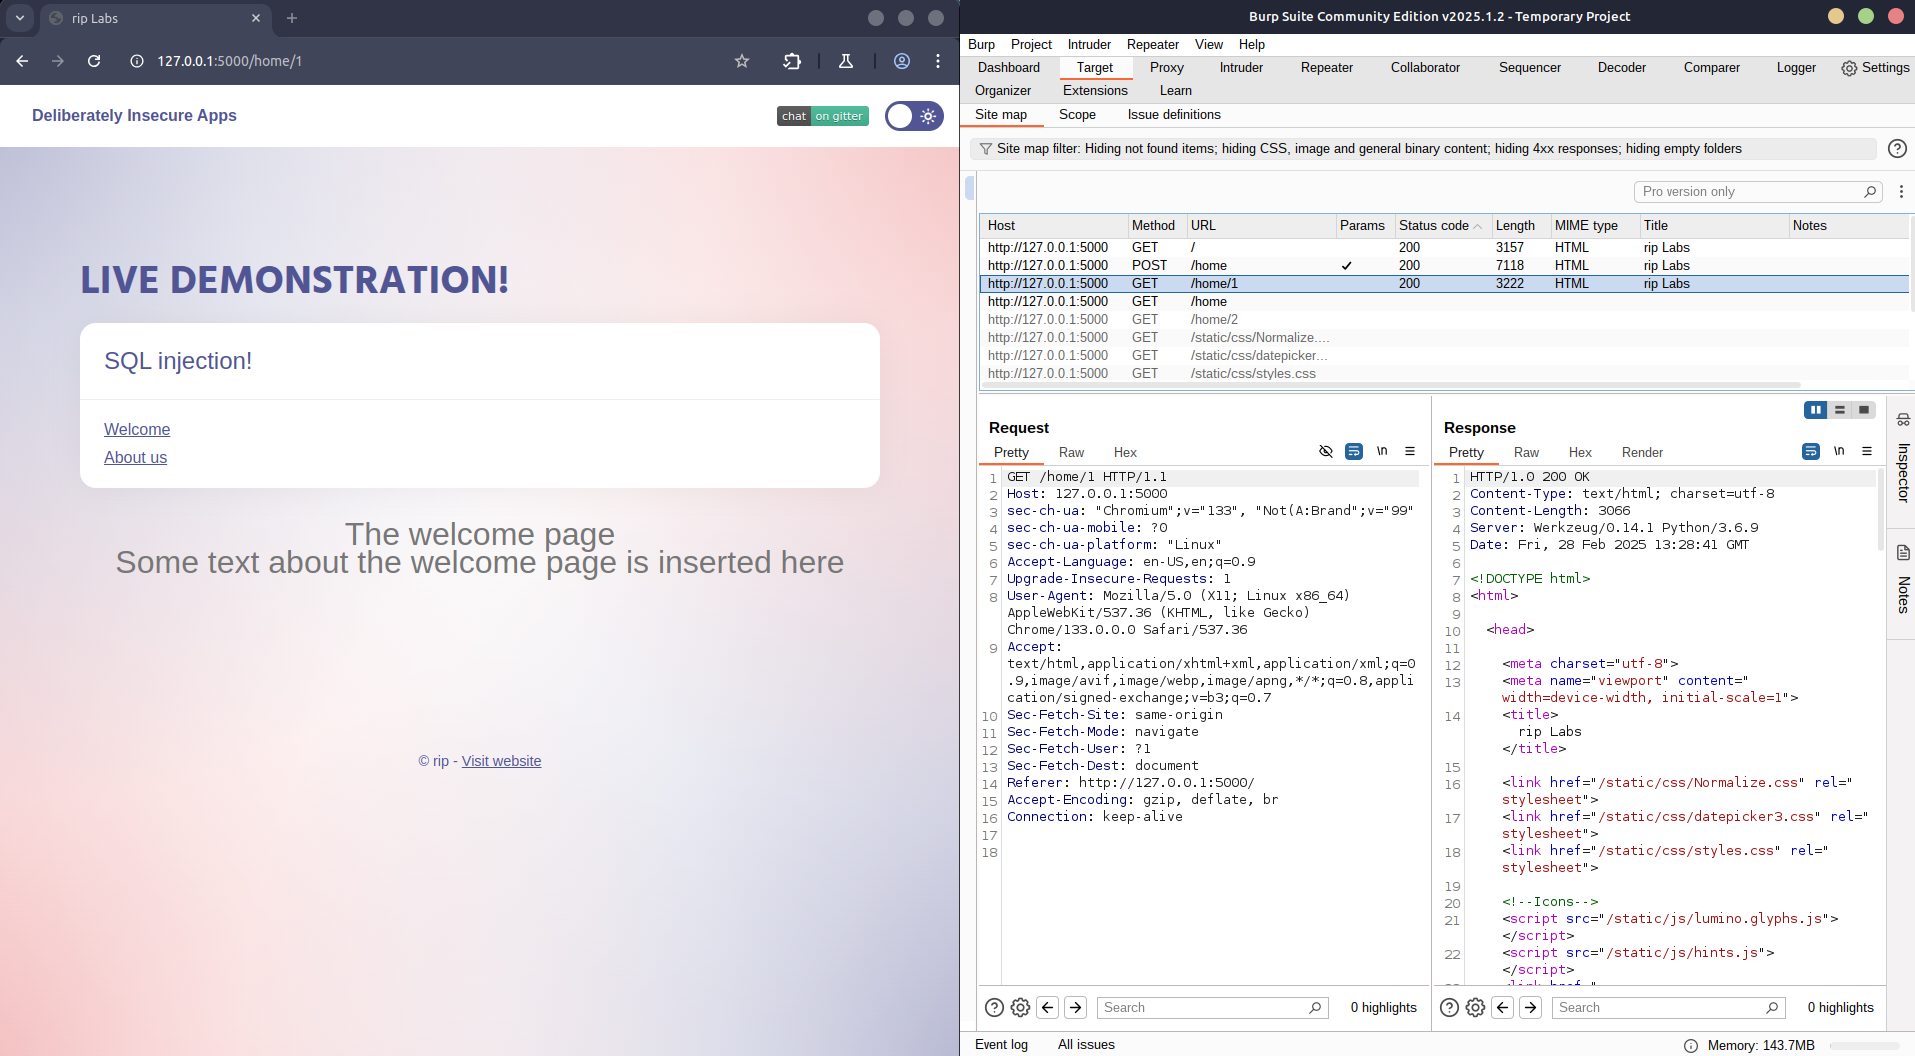 rip Labs
127.0.0.1:5000/home/1
Deliberately Insecure Apps
chat on gitter
LIVE DEMONSTRATION!
SQL injection!
Welcome
About us
The welcome page
Some text about the welcome page is inserted here
© rip - Visit website
Burp Suite Community Edition v2025.1.2 - Temporary Project
Burp Project Intruder Repeater View Help
Dashboard Target Proxy Intruder Repeater Collaborator Sequencer Decoder Comparer Logger Settings
Organizer Extensions Learn
Site map Scope Issue definitions
Site map filter: Hiding not found items; hiding CSS, image and general binary content; hiding 4xx responses; hiding empty folders
Pro version only
Host Method URL Params Status code Length MIME type Title Notes
http://127.0.0.1:5000 GET / 200 3157 HTML rip Labs
http://127.0.0.1:5000 POST /home ✓ 200 7118 HTML rip Labs
http://127.0.0.1:5000 GET /home/1 200 3222 HTML rip Labs
http://127.0.0.1:5000 GET /home
http://127.0.0.1:5000 GET /home/2
http://127.0.0.1:5000 GET /static/css/Normalize....
http://127.0.0.1:5000 GET /static/css/datepicker...
http://127.0.0.1:5000 GET /static/css/styles.css
Request
Pretty Raw Hex \n
1 GET /home/1 HTTP/1.1
2 Host: 127.0.0.1:5000
3 sec-ch-ua: "Chromium";v="133", "Not(A:Brand";v="99"
4 sec-ch-ua-mobile: ?0
5 sec-ch-ua-platform: "Linux"
6 Accept-Language: en-US,en;q=0.9
7 Upgrade-Insecure-Requests: 1
8 User-Agent: Mozilla/5.0 (X11; Linux x86_64)
AppleWebKit/537.36 (KHTML, like Gecko)
Chrome/133.0.0.0 Safari/537.36
9 Accept:
text/html,application/xhtml+xml,application/xml;q=0
.9,image/avif,image/webp,image/apng,*/*;q=0.8,appli
cation/signed-exchange;v=b3;q=0.7
10 Sec-Fetch-Site: same-origin
11 Sec-Fetch-Mode: navigate
12 Sec-Fetch-User: ?1
13 Sec-Fetch-Dest: document
14 Referer: http://127.0.0.1:5000/
15 Accept-Encoding: gzip, deflate, br
16 Connection: keep-alive
17
18
Search 0 highlights
Response
Pretty Raw Hex Render \n
1 HTTP/1.0 200 OK
2 Content-Type: text/html; charset=utf-8
3 Content-Length: 3066
4 Server: Werkzeug/0.14.1 Python/3.6.9
5 Date: Fri, 28 Feb 2025 13:28:41 GMT
6
7 <!DOCTYPE html>
8 <html>
9
10 <head>
11
12 <meta charset="utf-8">
13 <meta name="viewport" content="
width=device-width, initial-scale=1">
14 <title>
rip Labs
</title>
15
16 <link href="/static/css/Normalize.css" rel="
stylesheet">
17 <link href="/static/css/datepicker3.css" rel="
stylesheet">
18 <link href="/static/css/styles.css" rel="
stylesheet">
19
20 <!--Icons-->
21 <script src="/static/js/lumino.glyphs.js">
</script>
22 <script src="/static/js/hints.js">
</script>
Search 0 highlights
Inspector
Notes
Event log All issues
Memory: 143.7MB